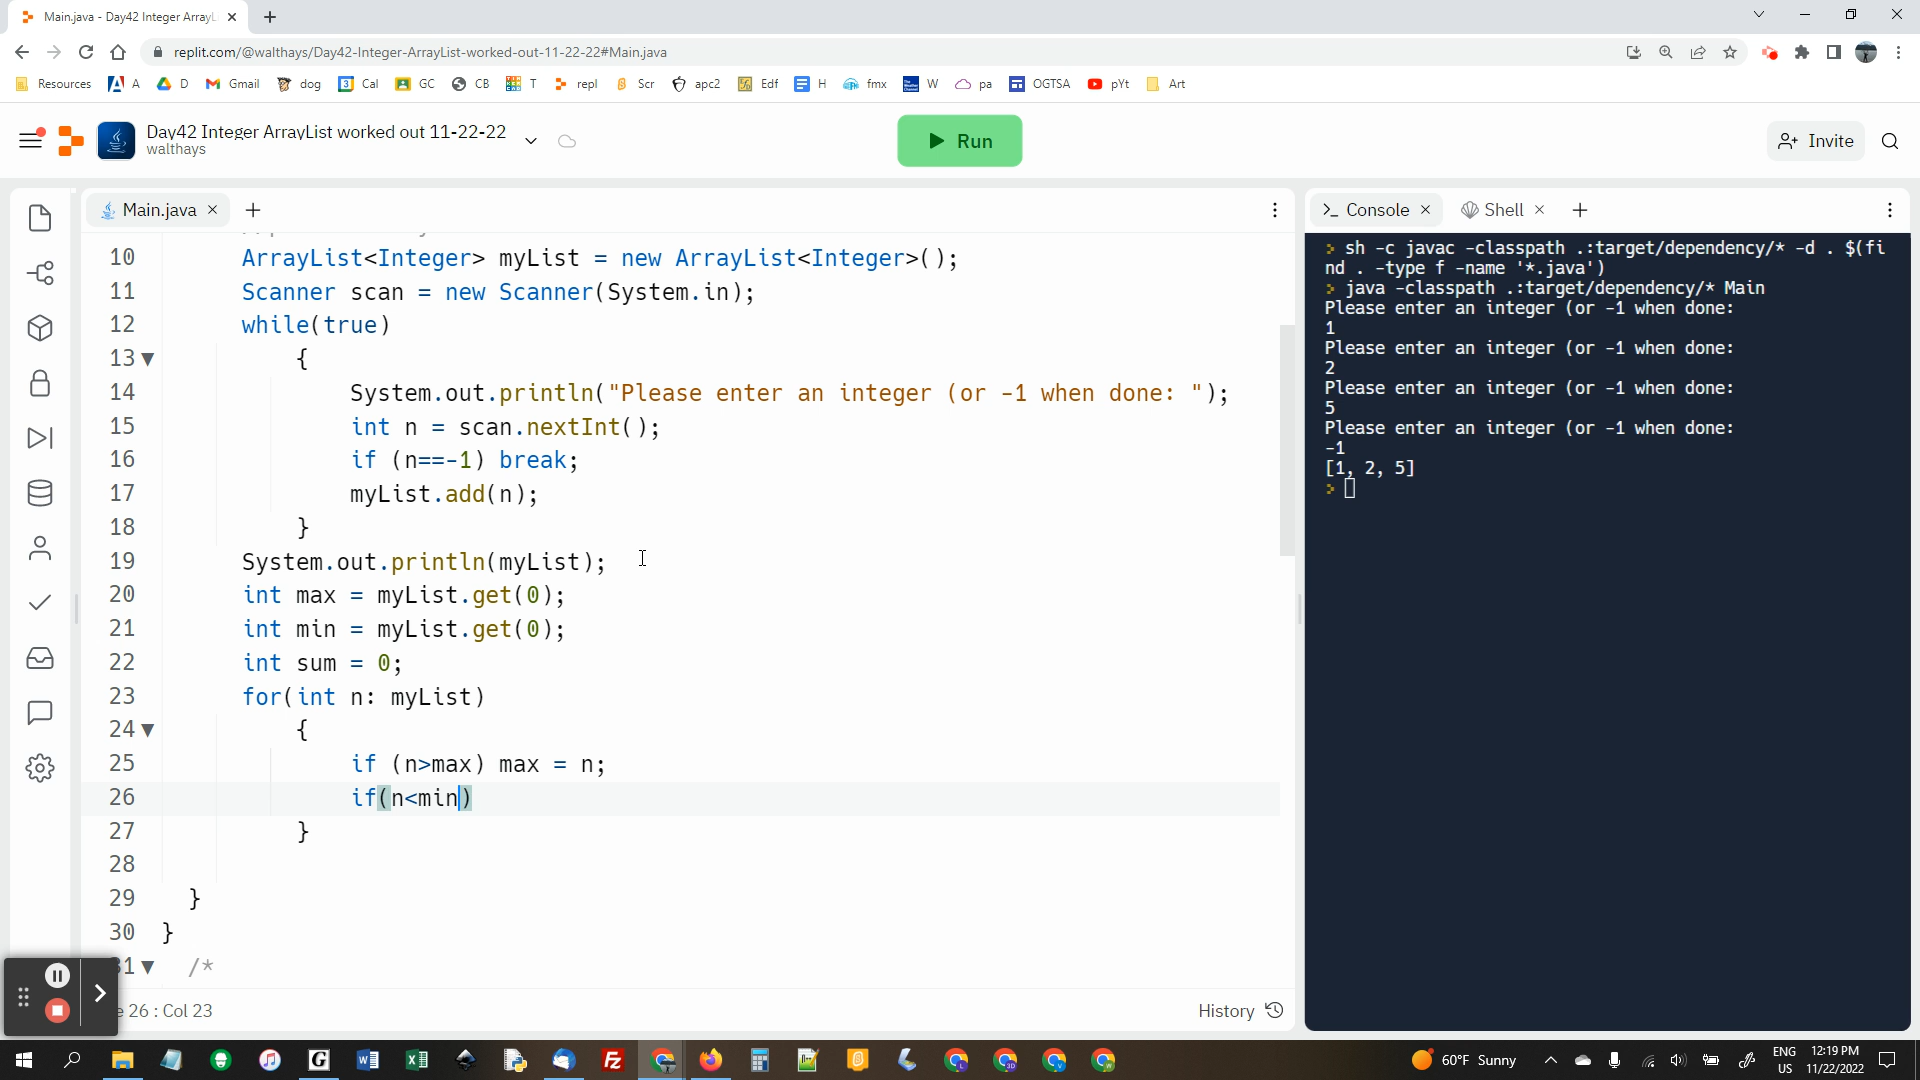 Main.java - Day42 Integer ArrayL
replit.com/@walthays/Day42-Integer-ArrayList-worked-out-11-22-22#Main.java
Resources A D Gmail dog Cal GC CB T repl Scr apc2 Edf H fmx W pa OGTSA pYt Art
Day42 Integer ArrayList worked out 11-22-22
walthays
Run
Invite
Main.java
Console
Shell
10 ArrayList<Integer> myList = new ArrayList<Integer>();
11 Scanner scan = new Scanner(System.in);
12 while(true)
13 {
14 System.out.println("Please enter an integer (or -1 when done: ");
15 int n = scan.nextInt();
16 if (n==-1) break;
17 myList.add(n);
18 }
19 System.out.println(myList);
20 int max = myList.get(0);
21 int min = myList.get(0);
22 int sum = 0;
23 for(int n: myList)
24 {
25 if (n>max) max = n;
26 if(n<min)
27 }
28
29 }
30 }
31 /*
e 26 : Col 23
History
sh -c javac -classpath .:target/dependency/* -d . $(fi
nd . -type f -name '*.java')
java -classpath .:target/dependency/* Main
Please enter an integer (or -1 when done:
1
Please enter an integer (or -1 when done:
2
Please enter an integer (or -1 when done:
5
Please enter an integer (or -1 when done:
-1
[1, 2, 5]
60°F Sunny
ENG
US
12:19 PM
11/22/2022